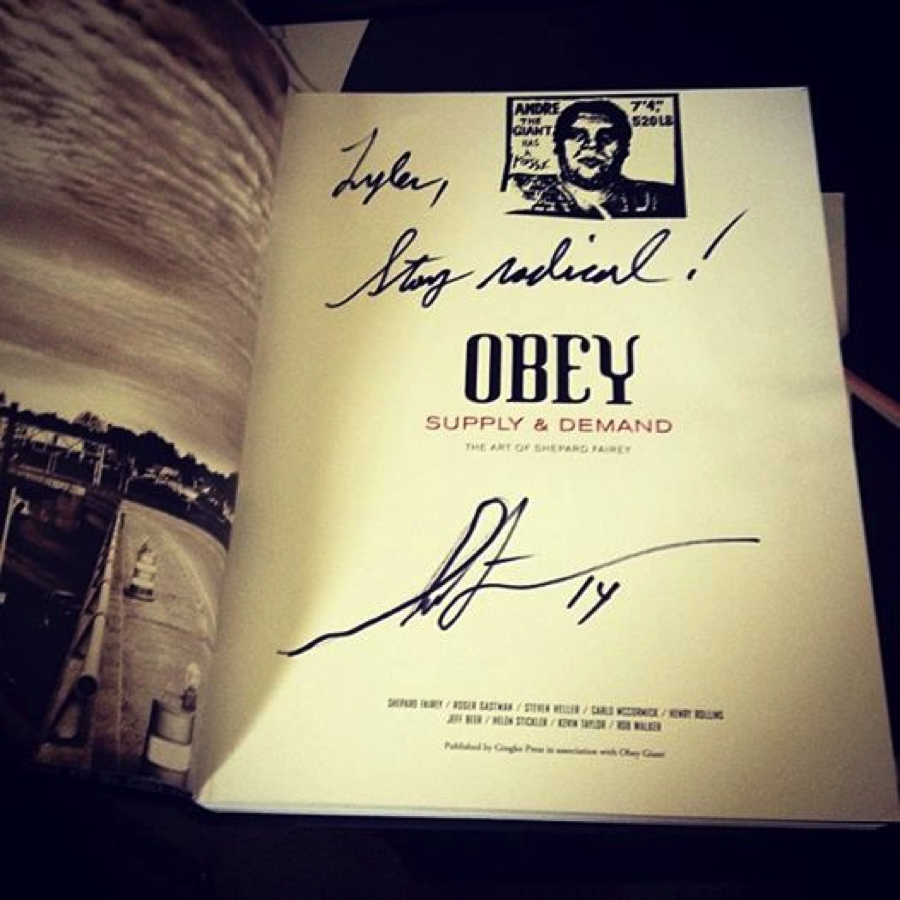 ANDRE
THE
GIANT
HAS
A
POSSE
7'4",
520 LB
Tyler,
Stay radical!
OBEY
SUPPLY & DEMAND
THE ART OF SHEPARD FAIREY
14
SHEPARD FAIREY / ROGER GASTMAN / STEVEN HELLER / CARLO MCCORMICK / HENRY ROLLINS
JEFF BEER / HELEN STICKLER / KEVIN TAYLOR / ROB WALKER
Published by Gingko Press in association with Obey Giant